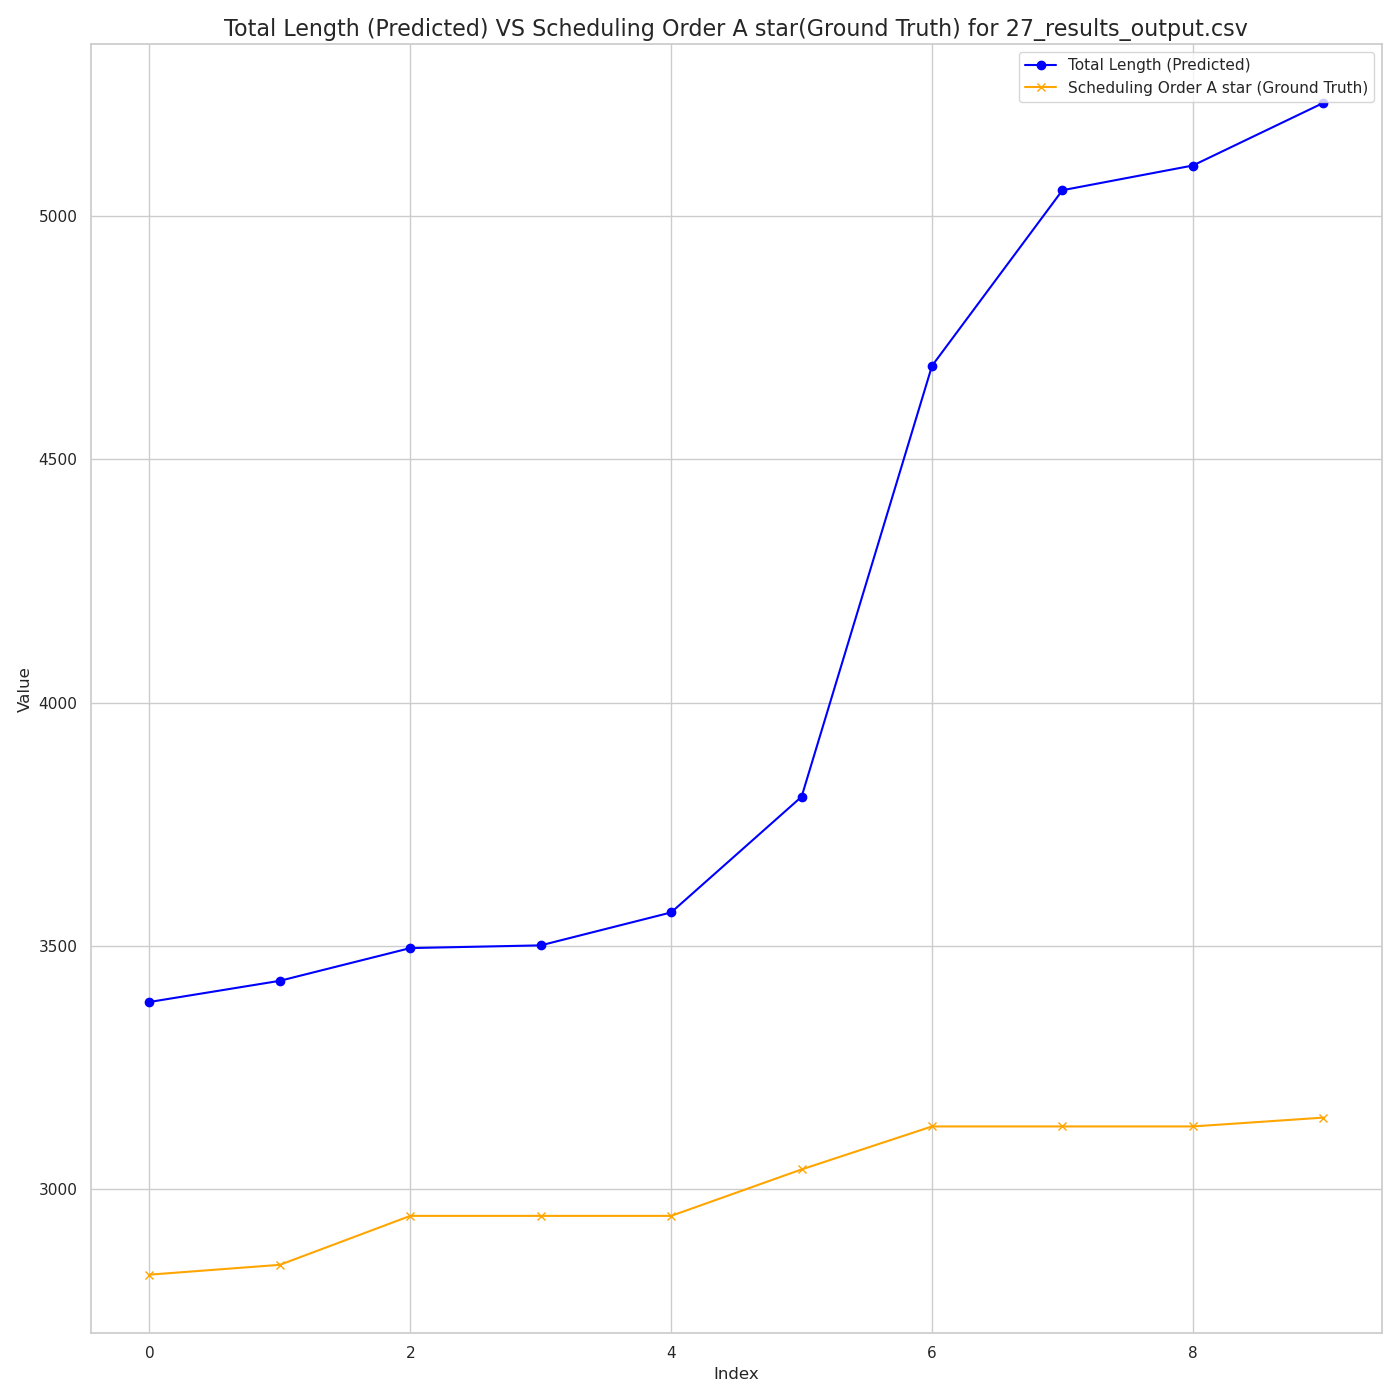 Total Length (Predicted) VS Scheduling Order A star(Ground Truth) for 27_results_output.csv
Total Length (Predicted)
Scheduling Order A star (Ground Truth)
5000
4500
4000
3500
3000
Value
0 2 4 6 8
Index